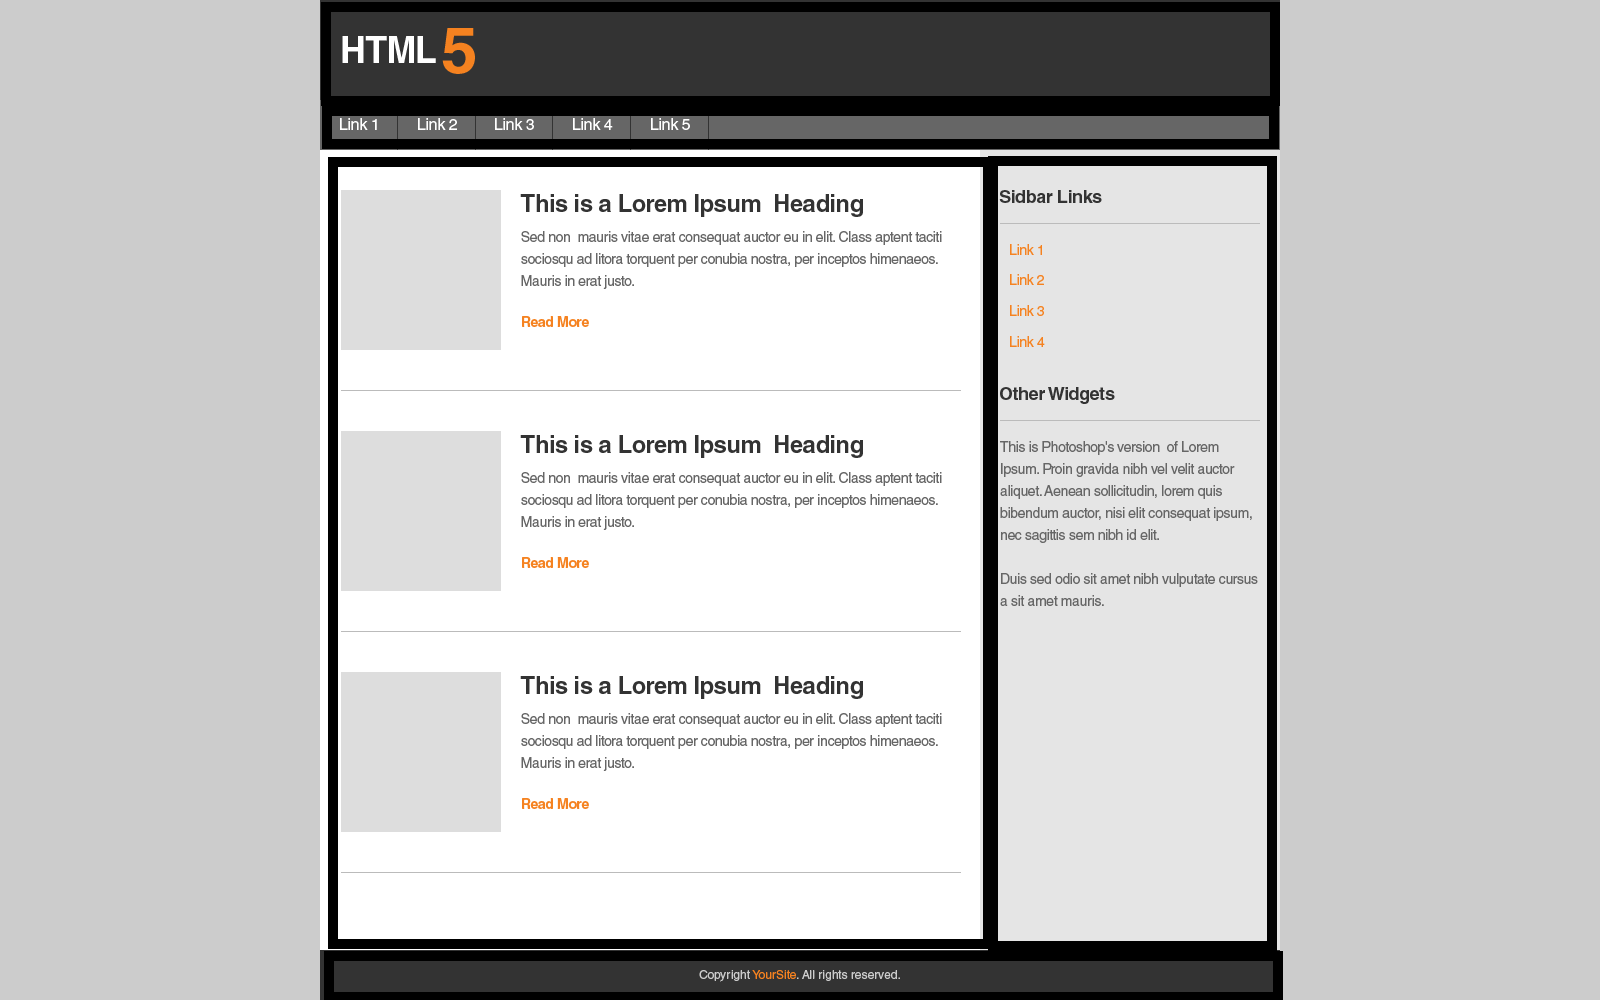 HTML 5
Link 1 Link 2 Link 3 Link 4 Link 5
This is a Lorem Ipsum Heading
Sed non mauris vitae erat consequat auctor eu in elit. Class aptent taciti
sociosqu ad litora torquent per conubia nostra, per inceptos himenaeos.
Mauris in erat justo.
Read More
This is a Lorem Ipsum Heading
Sed non mauris vitae erat consequat auctor eu in elit. Class aptent taciti
sociosqu ad litora torquent per conubia nostra, per inceptos himenaeos.
Mauris in erat justo.
Read More
This is a Lorem Ipsum Heading
Sed non mauris vitae erat consequat auctor eu in elit. Class aptent taciti
sociosqu ad litora torquent per conubia nostra, per inceptos himenaeos.
Mauris in erat justo.
Read More
Sidbar Links
Link 1
Link 2
Link 3
Link 4
Other Widgets
This is Photoshop's version of Lorem
Ipsum. Proin gravida nibh vel velit auctor
aliquet. Aenean sollicitudin, lorem quis
bibendum auctor, nisi elit consequat ipsum,
nec sagittis sem nibh id elit.
Duis sed odio sit amet nibh vulputate cursus
a sit amet mauris.
Copyright YourSite. All rights reserved.